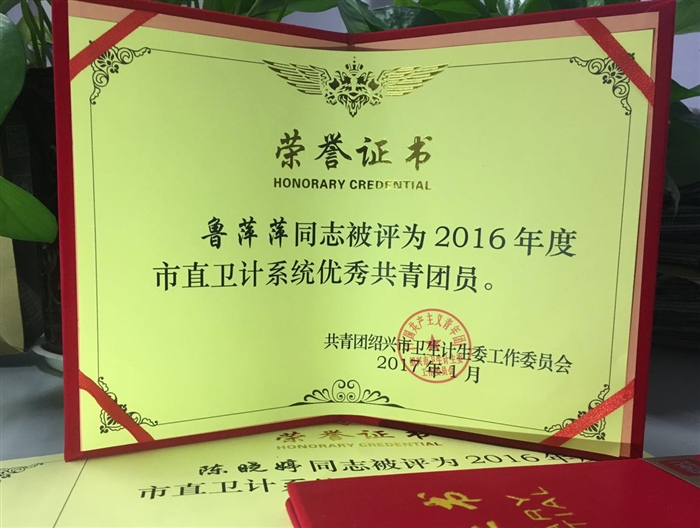 荣誉证书
HONORARY CREDENTIAL
鲁萍萍同志被评为2016年度
市直卫计系统优秀共青团员。
共青团绍兴市卫生计生委工作委员会
2017年1月
荣誉证书
HONORARY CREDENTIAL
陈晓婷同志被评为2016年
市直卫计系统